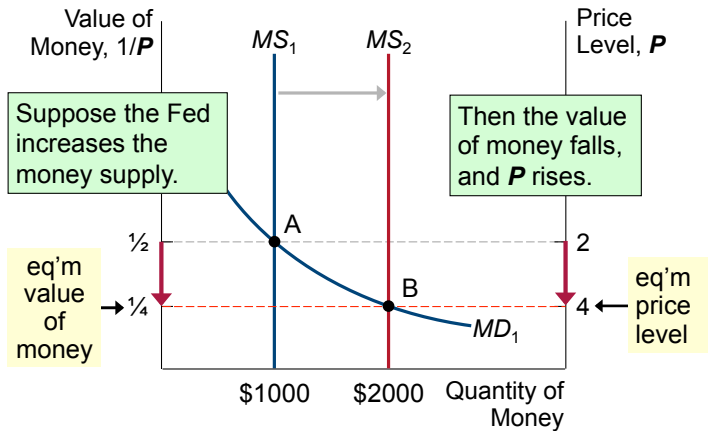 Value of
Money, 1/P
MS1
MS2
Price
Level, P
Suppose the Fed
increases the
money supply.
Then the value
of money falls,
and P rises.
A
½
2
eq’m
value
of
money
¼
B
4
eq’m
price
level
MD1
$1000
$2000
Quantity of
Money